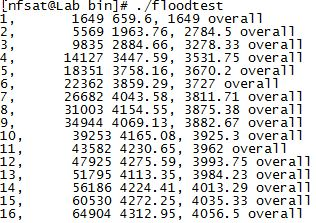 [nfsat@Lab bin]# ./floodtest
1, 1649 659.6, 1649 overall
2, 5569 1963.76, 2784.5 overall
3, 9835 2884.66, 3278.33 overall
4, 14127 3447.59, 3531.75 overall
5, 18351 3758.16, 3670.2 overall
6, 22362 3859.29, 3727 overall
7, 26682 4043.58, 3811.71 overall
8, 31003 4154.55, 3875.38 overall
9, 34944 4069.13, 3882.67 overall
10, 39253 4165.08, 3925.3 overall
11, 43582 4230.65, 3962 overall
12, 47925 4275.59, 3993.75 overall
13, 51795 4113.35, 3984.23 overall
14, 56186 4224.41, 4013.29 overall
15, 60530 4272.25, 4035.33 overall
16, 64904 4312.95, 4056.5 overall